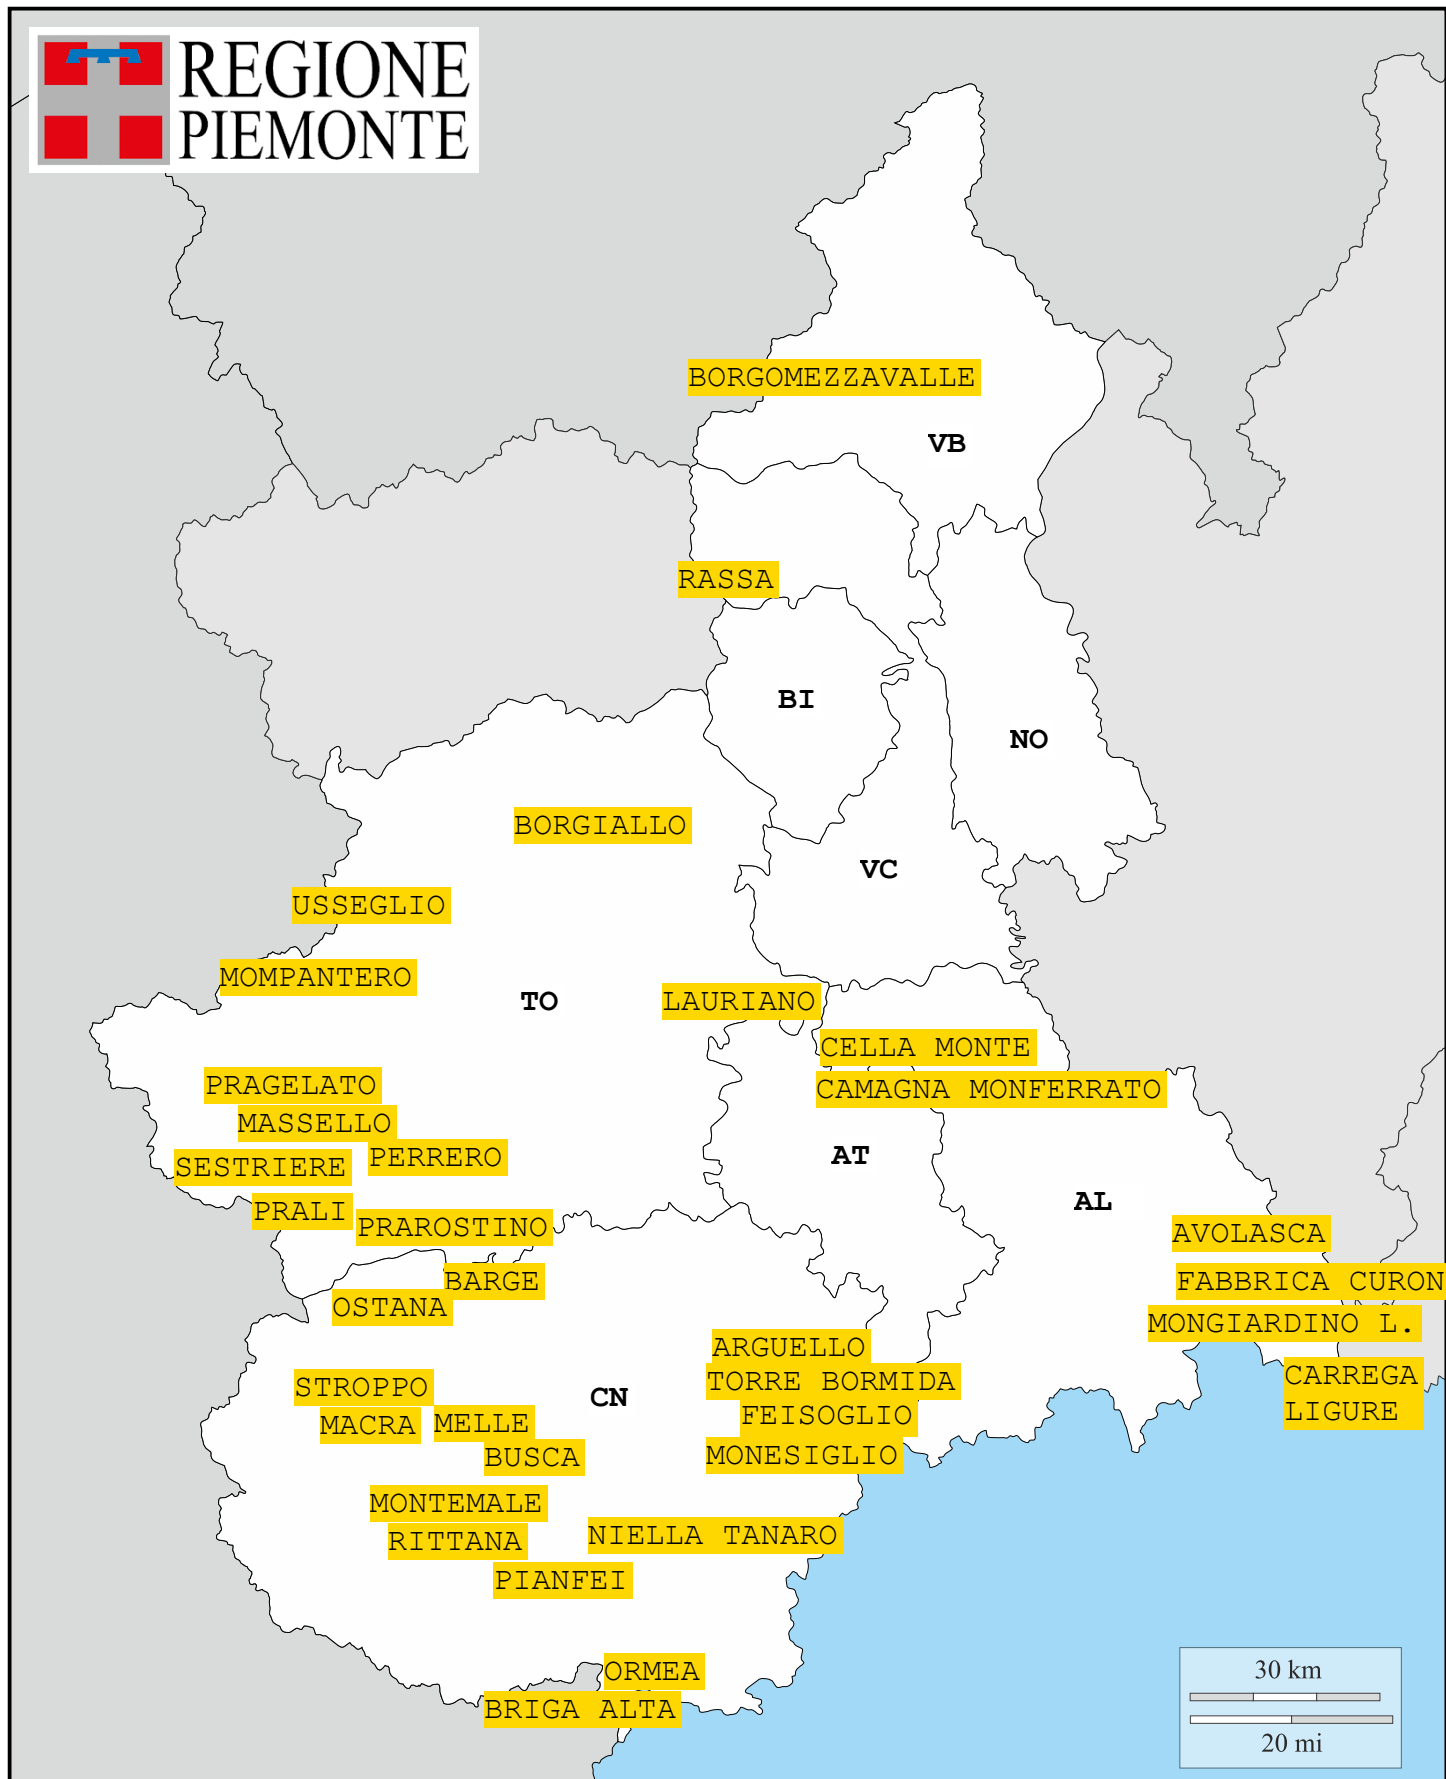 REGIONE
PIEMONTE
BORGOMEZZAVALLE
VB
RASSA
BI
NO
BORGIALLO
VC
USSEGLIO
MOMPANTERO
TO
LAURIANO
CELLA MONTE
CAMAGNA MONFERRATO
PRAGELATO
MASSELLO
PERRERO
SESTRIERE
AT
AL
PRALI
PRAROSTINO
AVOLASCA
BARGE
FABBRICA CURON
OSTANA
MONGIARDINO L.
ARGUELLO
CARREGA
LIGURE
TORRE BORMIDA
STROPPO
CN
FEISOGLIO
MACRA
MELLE
BUSCA
MONESIGLIO
MONTEMALE
RITTANA
NIELLA TANARO
PIANFEI
ORMEA
BRIGA ALTA
30 km
20 mi